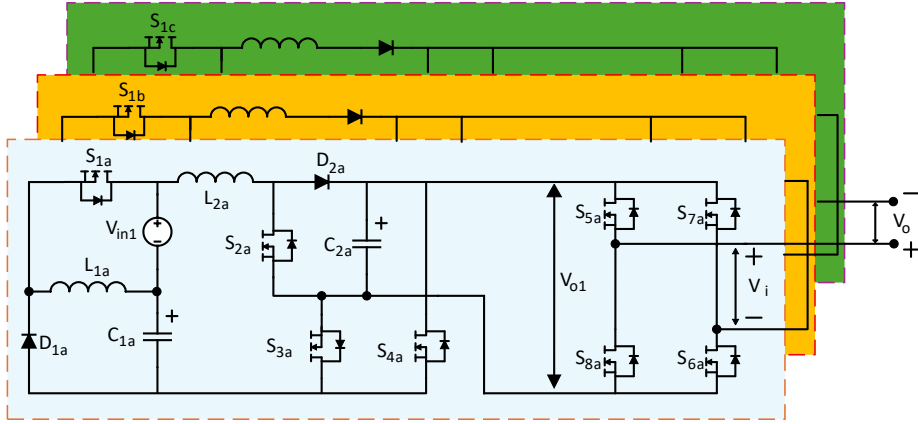 S1c
S1b
S1a
D2a
L2a
Vin1
S2a
C2a
+
S5a
S7a
−
Vo
+
L1a
Vo1
+
Vi
−
+
D1a
C1a
S3a
S4a
S8a
S6a